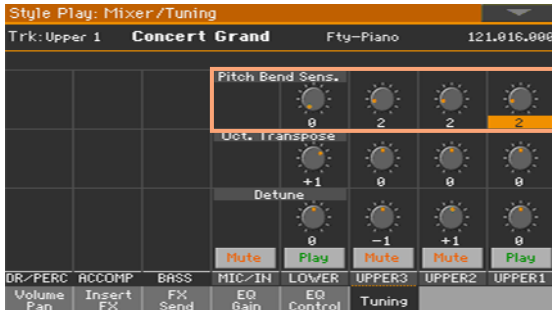 Style Play: Mixer/Tuning
Trk:Upper 1 Concert Grand Fty-Piano 121.016.000
Pitch Bend Sens.
0 2 2 2
Oct. Transpose
+1 0 0 0
Detune
0 -1 +1 0
Mute Play Mute Mute Play
DR/PERC ACCOMP BASS MIC/IN LOWER UPPER3 UPPER2 UPPER1
Volume Insert FX EQ EQ Tuning
Pan FX Send Gain Control